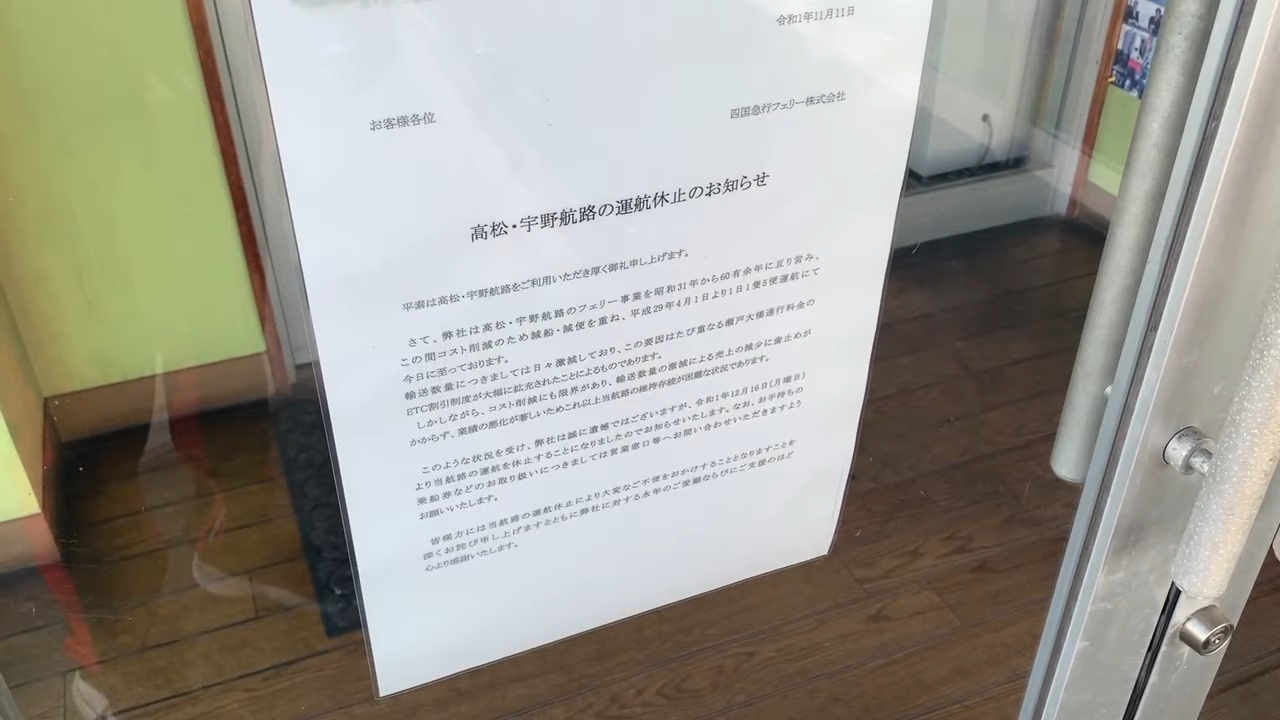 令和1年11月11日
お客様各位
四国急行フェリー株式会社
高松・宇野航路の運航休止のお知らせ
平素は高松・宇野航路をご利用いただき厚く御礼申し上げます。
さて、弊社は高松・宇野航路のフェリー事業を昭和31年から60有余年に亘り営み、
この間コスト削減のため減船・減便を重ね、平成29年4月1日より1日1隻5便運航にて
今日に至っております。
輸送数量につきましては日々激減しており、この要因はたび重なる瀬戸大橋通行料金の
ETC割引制度が大幅に拡充されたことによるものであります。
しかしながら、コスト削減にも限界があり、輸送数量の激減による売上の減少に歯止めが
かからず、業績の悪化が著しいためこれ以上当航路の維持存続が困難な状況であります。
このような状況を受け、弊社は誠に遺憾ではございますが、令和1年12月16日(月曜日)
より当航路の運航を休止することになりましたのでお知らせいたします。なお、お手持ちの
乗船券などのお取り扱いにつきましては営業窓口等へお問い合わせいただきますよう
お願いいたします。
皆様方には当航路の運航休止により大変なご不便をおかけすることとなりますことを
深くお詫び申し上げますとともに弊社に対する永年のご愛顧ならびにご支援のほど
心より感謝いたします。